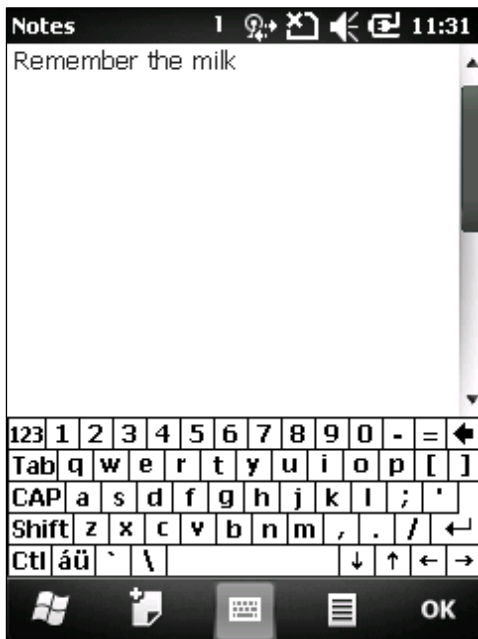 Notes 1 11:31
Remember the milk
123 1 2 3 4 5 6 7 8 9 0 - = 🡄
Tab q w e r t y u i o p [ ]
CAP a s d f g h j k l ; '
Shift z x c v b n m , . / ↵
Ctl áü ` \ ↓ ↑ ← →
OK